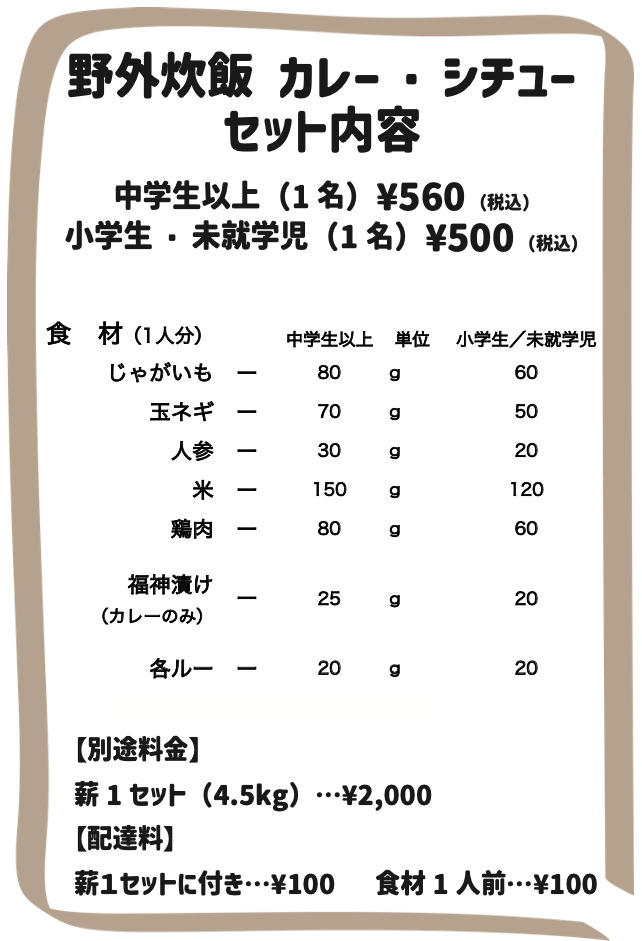 野外炊飯 カレー・シチュー
セット内容
中学生以上（1名）¥560（税込）
小学生・未就学児（1名）¥500（税込）
食 材（1人分） 中学生以上 単位 小学生／未就学児
じゃがいも ー 80 g 60
玉ネギ ー 70 g 50
人参 ー 30 g 20
米 ー 150 g 120
鶏肉 ー 80 g 60
福神漬け
（カレーのみ） ー 25 g 20
各ルー ー 20 g 20
【別途料金】
薪1セット（4.5kg）…¥2,000
【配達料】
薪1セットに付き…¥100 食材1人前…¥100